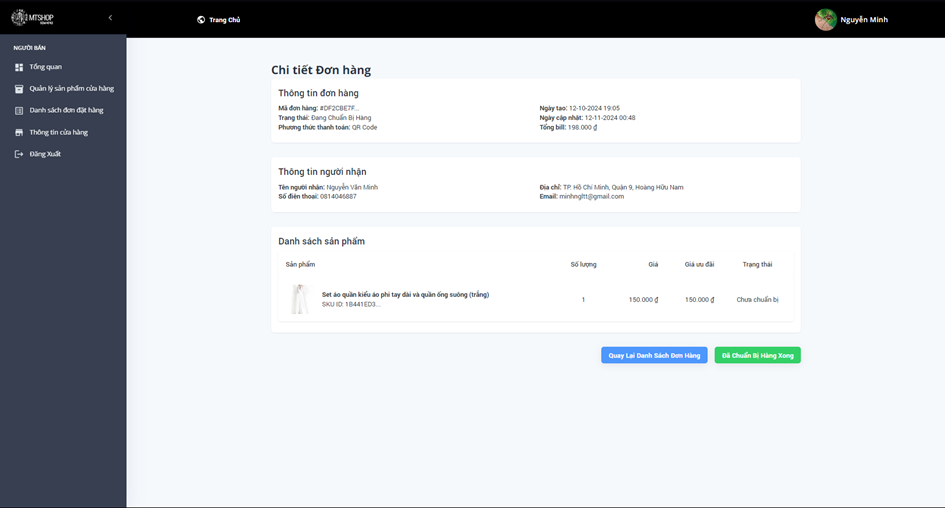 MTSHOP
Trang Chủ
Nguyễn Minh
NGƯỜI BÁN
Tổng quan
Quản lý sản phẩm cửa hàng
Danh sách đơn đặt hàng
Thông tin cửa hàng
Đăng Xuất
Chi tiết Đơn hàng
Thông tin đơn hàng
Mã đơn hàng: #DF2CBE7F...
Ngày tạo: 12-10-2024 19:05
Trạng thái: Đang Chuẩn Bị Hàng
Ngày cập nhật: 12-11-2024 00:48
Phương thức thanh toán: QR Code
Tổng bill: 198.000 ₫
Thông tin người nhận
Tên người nhận: Nguyễn Văn Minh
Địa chỉ: TP. Hồ Chí Minh, Quận 9, Hoàng Hữu Nam
Số điện thoại: 0814046887
Email: minhngltt@gmail.com
Danh sách sản phẩm
Sản phẩm Số lượng Giá Giá ưu đãi Trạng thái
Set áo quần kiểu áo phi tay dài và quần ống suông (trắng)
SKU ID: 1B441ED3...
1 150.000 ₫ 150.000 ₫ Chưa chuẩn bị
Quay Lại Danh Sách Đơn Hàng
Đã Chuẩn Bị Hàng Xong